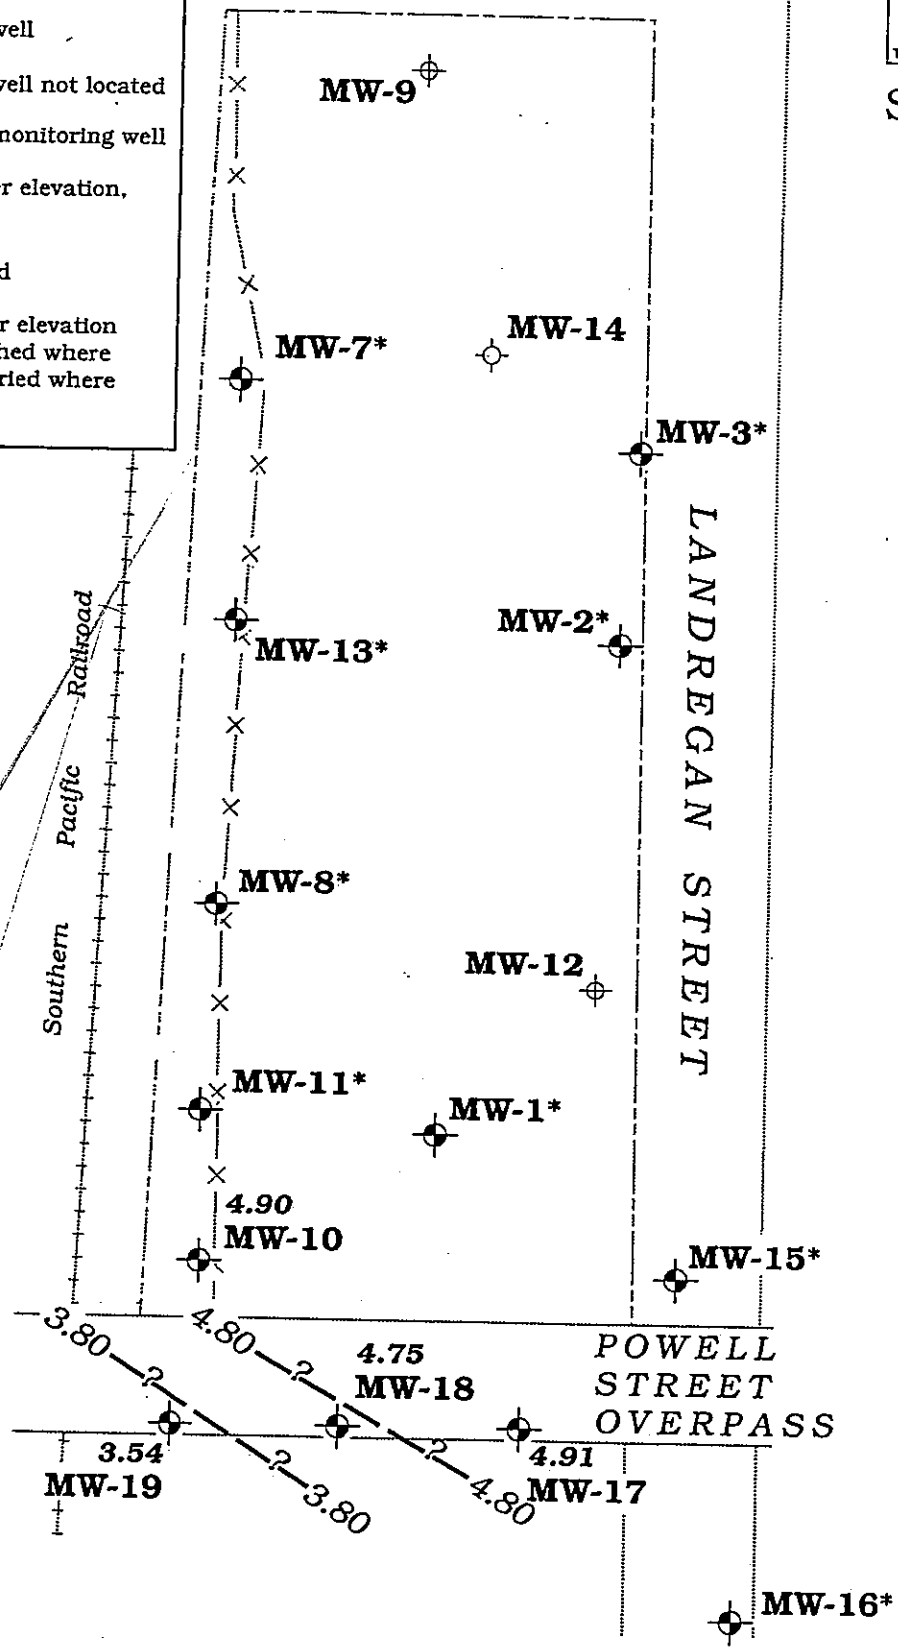 well
well not located
monitoring well
r elevation,
d
r elevation
hed where
ried where
MW-9
MW-14
MW-7*
MW-3*
MW-2*
MW-13*
LANDREGAN STREET
Southern Pacific Railroad
MW-8*
MW-12
MW-11*
MW-1*
4.90
MW-10
MW-15*
3.80
4.80
?
?
4.75
MW-18
POWELL
STREET
OVERPASS
3.54
MW-19
?
3.80
?
4.80
4.91
MW-17
MW-16*